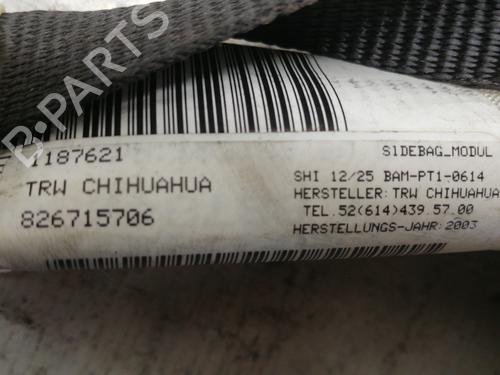 B-PARTS
1187621
TRW CHIHUAHUA
826715706
SIDEBAG_MODUL
SHI 12/25 BAM-PT1-0614
HERSTELLER:TRW CHIHUAHUA
TEL.52(614)439.57.00
HERSTELLUNGS-JAHR:2003